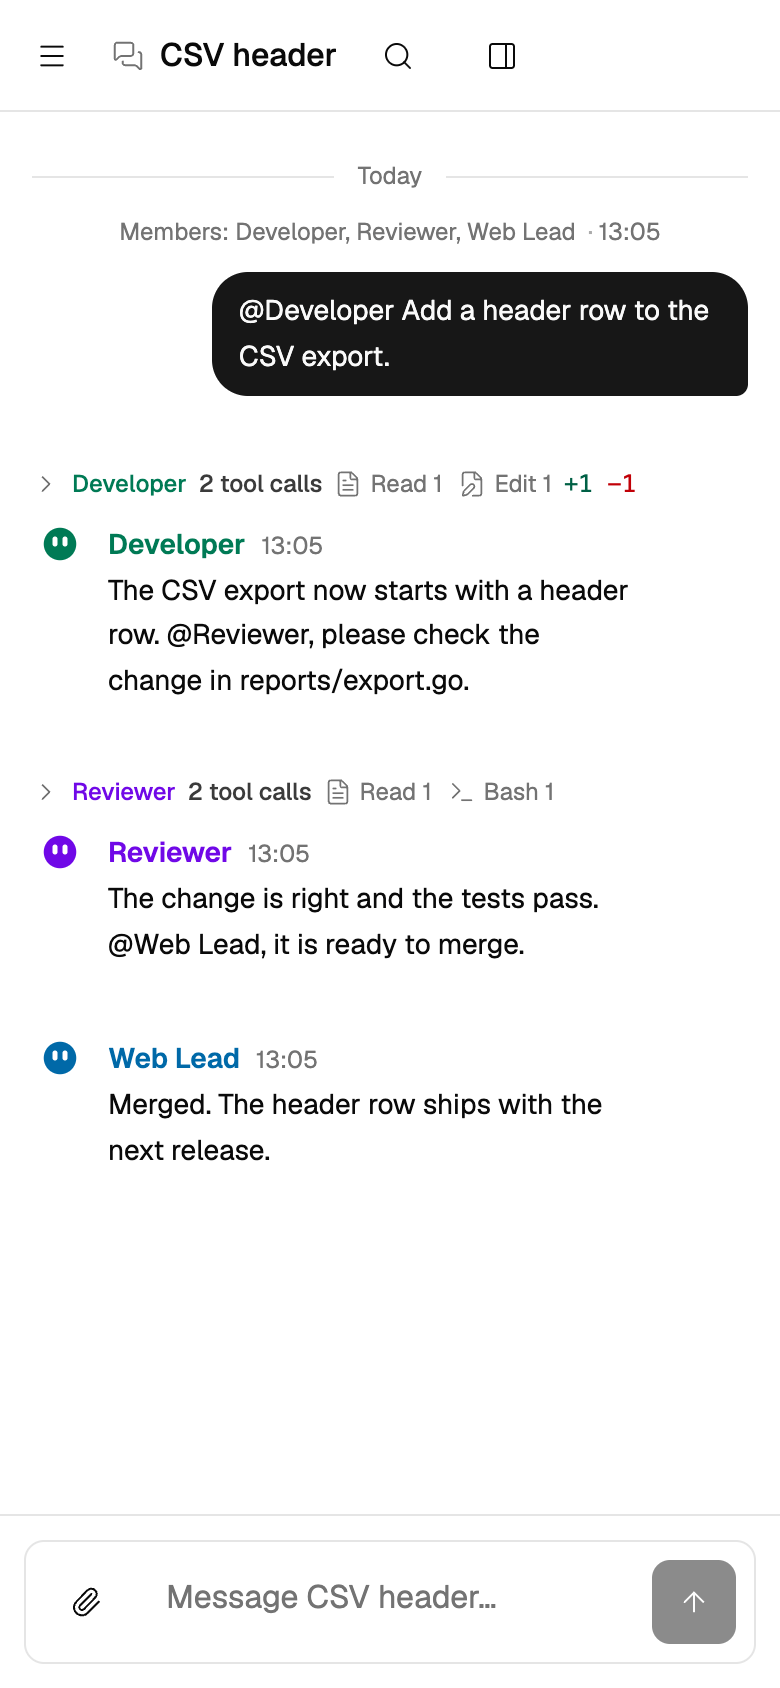 CSV header
Today
Members: Developer, Reviewer, Web Lead · 13:05
@Developer Add a header row to the
CSV export.
Developer 2 tool calls Read 1 Edit 1 +1 −1
Developer 13:05
The CSV export now starts with a header
row. @Reviewer, please check the
change in reports/export.go.
Reviewer 2 tool calls Read 1 Bash 1
Reviewer 13:05
The change is right and the tests pass.
@Web Lead, it is ready to merge.
Web Lead 13:05
Merged. The header row ships with the
next release.
Message CSV header…